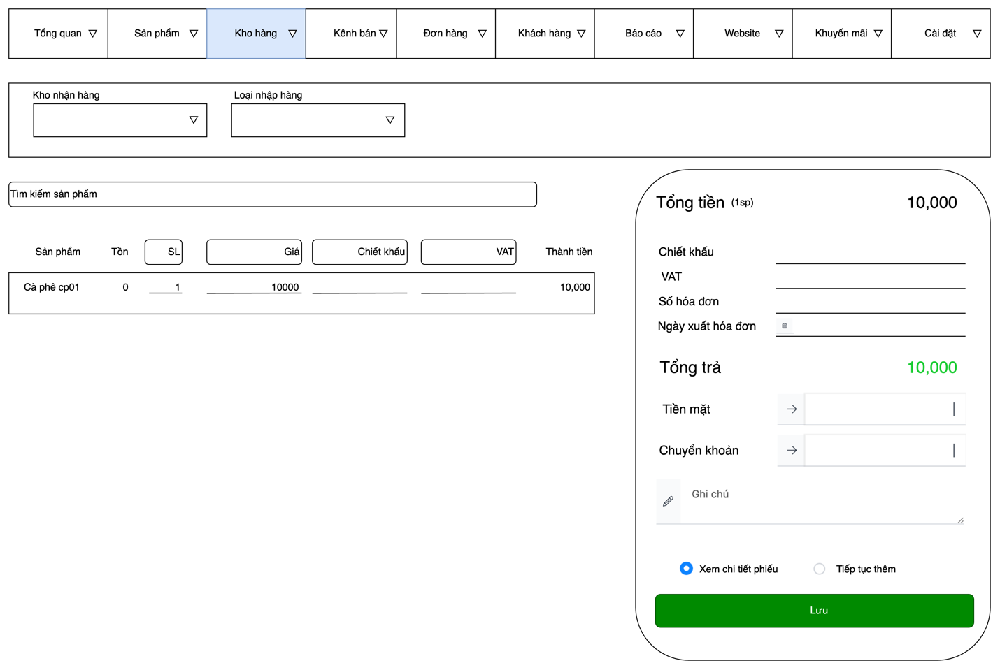 Tổng quan Sản phẩm Kho hàng Kênh bán Đơn hàng Khách hàng Báo cáo Website Khuyến mãi Cài đặt
Kho nhận hàng Loại nhập hàng
Tìm kiếm sản phẩm
Sản phẩm Tồn SL Giá Chiết khấu VAT Thành tiền
Cà phê cp01 0 1 10000 10,000
Tổng tiền (1sp) 10,000
Chiết khấu
VAT
Số hóa đơn
Ngày xuất hóa đơn
Tổng trả 10,000
Tiền mặt
Chuyển khoản
Ghi chú
Xem chi tiết phiếu Tiếp tục thêm
Lưu